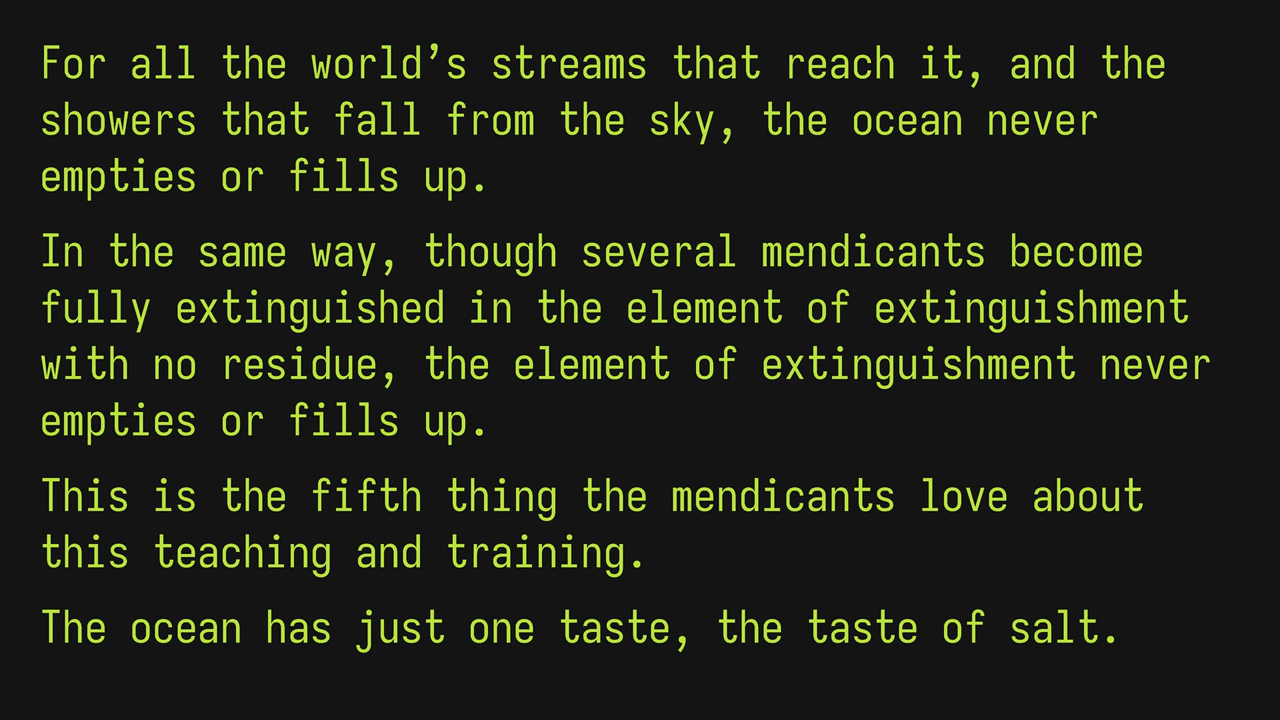 For all the world’s streams that reach it, and the
showers that fall from the sky, the ocean never
empties or fills up.
In the same way, though several mendicants become
fully extinguished in the element of extinguishment
with no residue, the element of extinguishment never
empties or fills up.
This is the fifth thing the mendicants love about
this teaching and training.
The ocean has just one taste, the taste of salt.